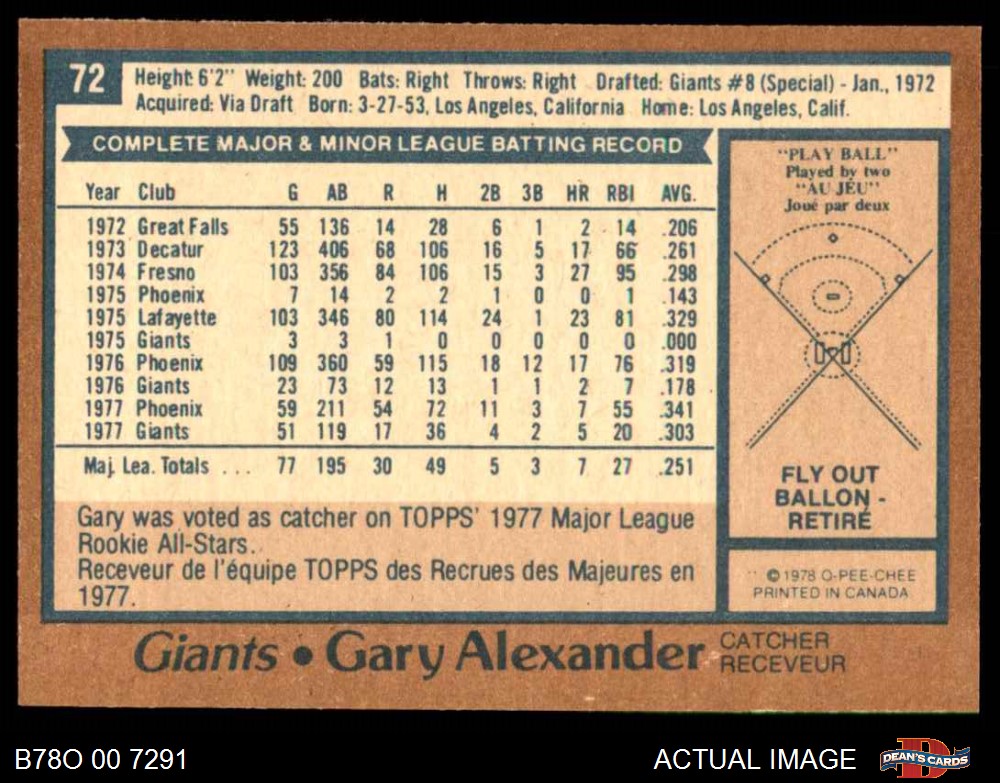 72
Height: 6'2" Weight: 200 Bats: Right Throws: Right Drafted: Giants #8 (Special) - Jan., 1972
Acquired: Via Draft Born: 3-27-53, Los Angeles, California Home: Los Angeles, Calif.
COMPLETE MAJOR & MINOR LEAGUE BATTING RECORD
Year Club G AB R H 2B 3B HR RBI AVG.
1972 Great Falls 55 136 14 28 6 1 2 14 .206
1973 Decatur 123 406 68 106 16 5 17 66 .261
1974 Fresno 103 356 84 106 15 3 27 95 .298
1975 Phoenix 7 14 2 2 1 0 0 1 .143
1975 Lafayette 103 346 80 114 24 1 23 81 .329
1975 Giants 3 3 1 0 0 0 0 0 .000
1976 Phoenix 109 360 59 115 18 12 17 76 .319
1976 Giants 23 73 12 13 1 1 2 7 .178
1977 Phoenix 59 211 54 72 11 3 7 55 .341
1977 Giants 51 119 17 36 4 2 5 20 .303
Maj. Lea. Totals ... 77 195 30 49 5 3 7 27 .251
Gary was voted as catcher on TOPPS' 1977 Major League
Rookie All-Stars.
Receveur de l'équipe TOPPS des Recrues des Majeures en
1977.
"PLAY BALL"
Played by two
"AU JEU"
Joué par deux
FLY OUT
BALLON -
RETIRÉ
© 1978 O-PEE-CHEE
PRINTED IN CANADA
Giants • Gary Alexander
CATCHER
RECEVEUR
B78O 00 7291
ACTUAL IMAGE
DEAN'S CARDS